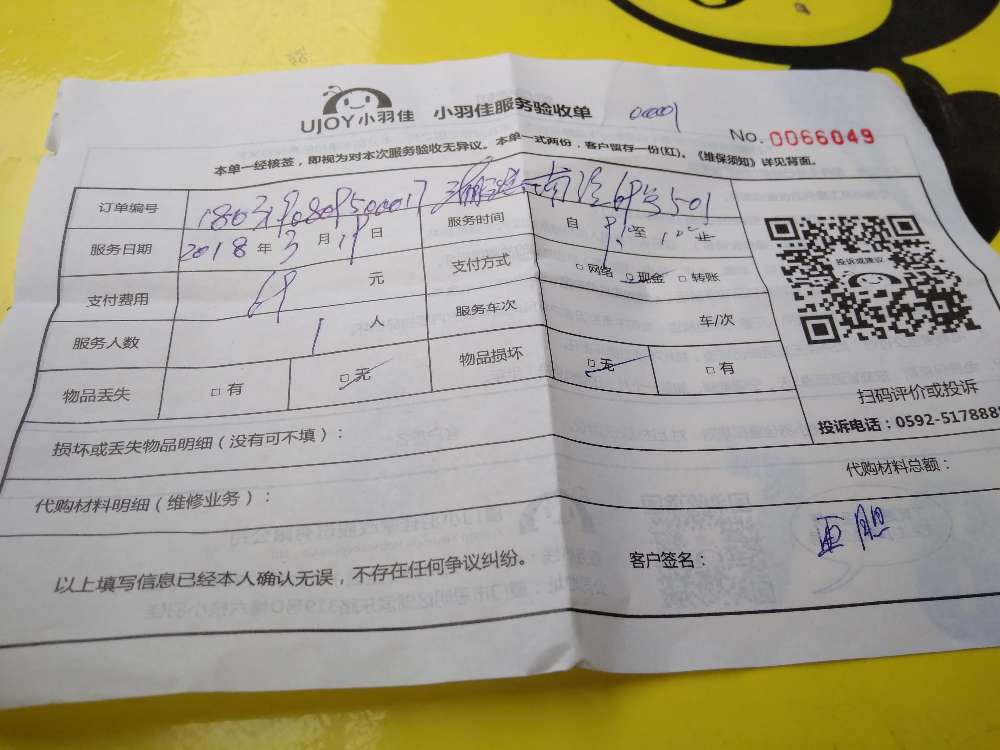 UJOY小羽佳 小羽佳服务验收单 00001
No. 0066049
本单一经核签，即视为对本次服务验收无异议。本单一式两份，客户留存一份(红)。《维保须知》详见背面。
订单编号
服务日期 2018 年 3 月 19 日 服务时间 自 至
支付费用 元 支付方式 □ 网络 □ 现金 □ 转账
服务人数 1 人 服务车次 车/次
物品丢失 □ 有 □ 无 物品损坏 □ 无 □ 有
投诉或建议
扫码评价或投诉
投诉电话：0592-5178889
损坏或丢失物品明细（没有可不填）：
代购材料明细（维修业务）： 代购材料总额：
以上填写信息已经本人确认无误，不存在任何争议纠纷。 客户签名：